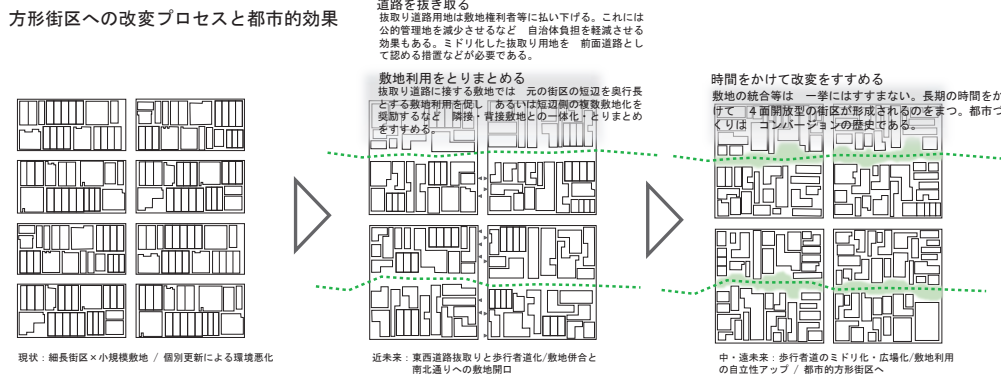 方形街区への改変プロセスと都市的効果
道路を抜き取る
抜取り道路用地は敷地権利者等に払い下げる。これには
公的管理地を減少させるなど　自治体負担を軽減させる
効果もある。ミドリ化した抜取り用地を　前面道路とし
て認める措置などが必要である。
敷地利用をとりまとめる
抜取り道路に接する敷地では　元の街区の短辺を奥行長
とする敷地利用を促し　あるいは短辺側の複数敷地化を
奨励するなど　隣接・背接敷地との一体化・とりまとめ
をすすめる。
時間をかけて改変をすすめる
敷地の統合等は　一挙にはすすまない。長期の時間をか
けて　4面開放型の街区が形成されるのをまつ。都市づ
くりは　コンバージョンの歴史である。
現状：細長街区×小規模敷地 / 個別更新による環境悪化
近未来：東西道路抜取りと歩行者道化/敷地併合と
南北通りへの敷地開口
中・遠未来：歩行者道のミドリ化・広場化/敷地利用
の自立性アップ / 都市的方形街区へ